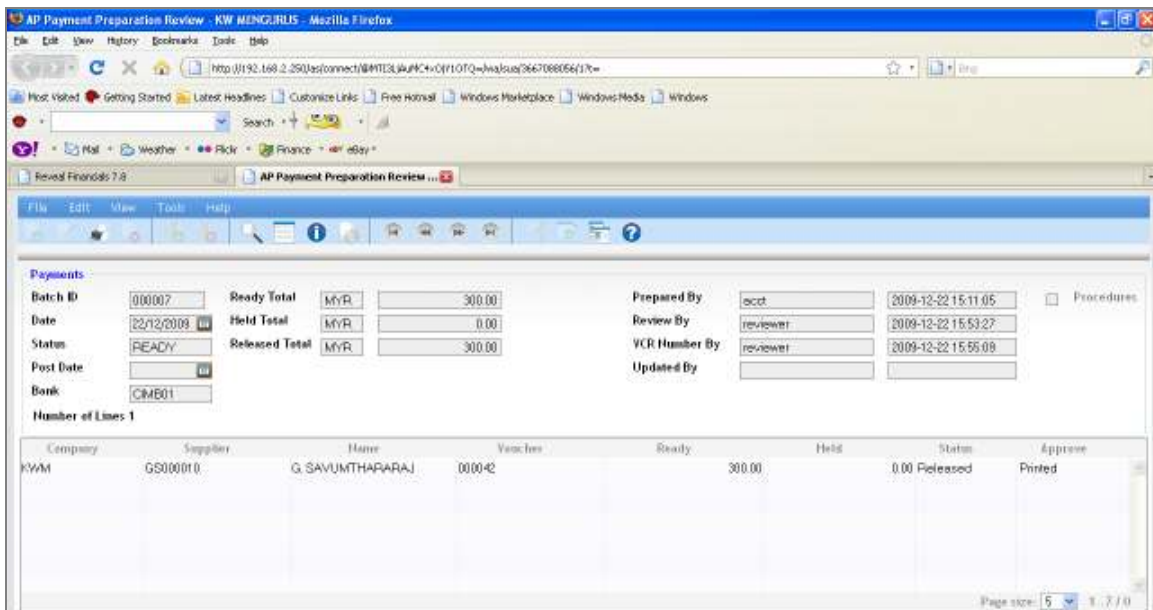 AP Payment Preparation Review - KW MENGURUS - Mozilla Firefox
File Edit View History Bookmarks Tools Help
Most Visited Getting Started Latest Headlines Customize Links Free Hotmail Windows Marketplace Windows Media Windows
Search
Y! Mail Weather Flickr Finance eBay
Reveal Financials 7.8 AP Payment Preparation Review ...
File Edit View Tools Help
Payments
Batch ID 000007 Ready Total MYR 300.00 Prepared By acct 2009-12-22 15:11:05 Procedures
Date 22/12/2009 Held Total MYR 0.00 Review By reviewer 2009-12-22 15:53:27
Status READY Released Total MYR 300.00 VCR Number By reviewer 2009-12-22 15:55:09
Post Date Updated By
Bank CIMB01
Number of Lines 1
Company Supplier Name Voucher Ready Held Status Approve
KWM GS000010 G. SAVUMTHARARAJ 000042 300.00 0.00 Released Printed
Page size: 5